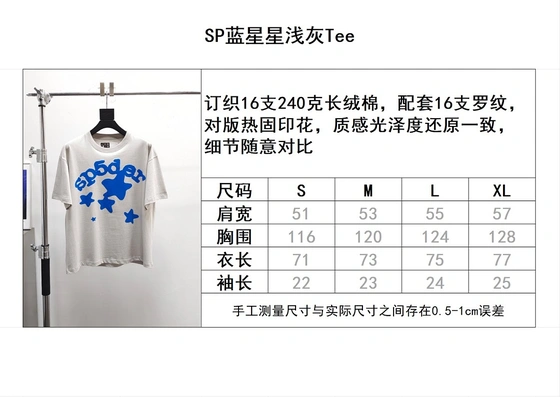 SP蓝星星浅灰Tee
订织16支240克长绒棉，配套16支罗纹，
对版热固印花，质感光泽度还原一致，
细节随意对比
尺码 S M L XL
肩宽 51 53 55 57
胸围 116 120 124 128
衣长 71 73 75 77
袖长 22 23 24 25
手工测量尺寸与实际尺寸之间存在0.5-1cm误差
sp5der